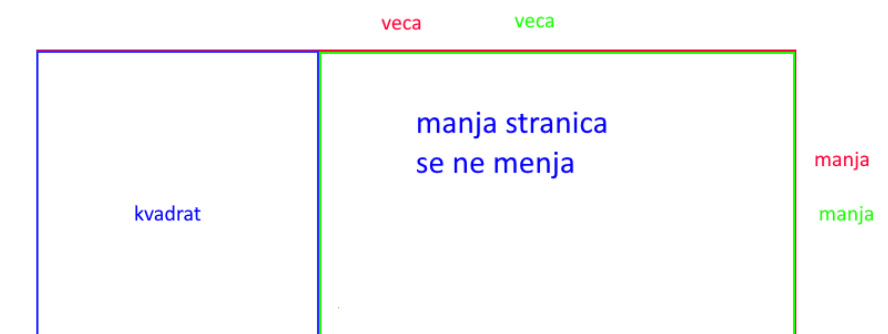 veca veca
manja stranica
se ne menja
manja
kvadrat
manja